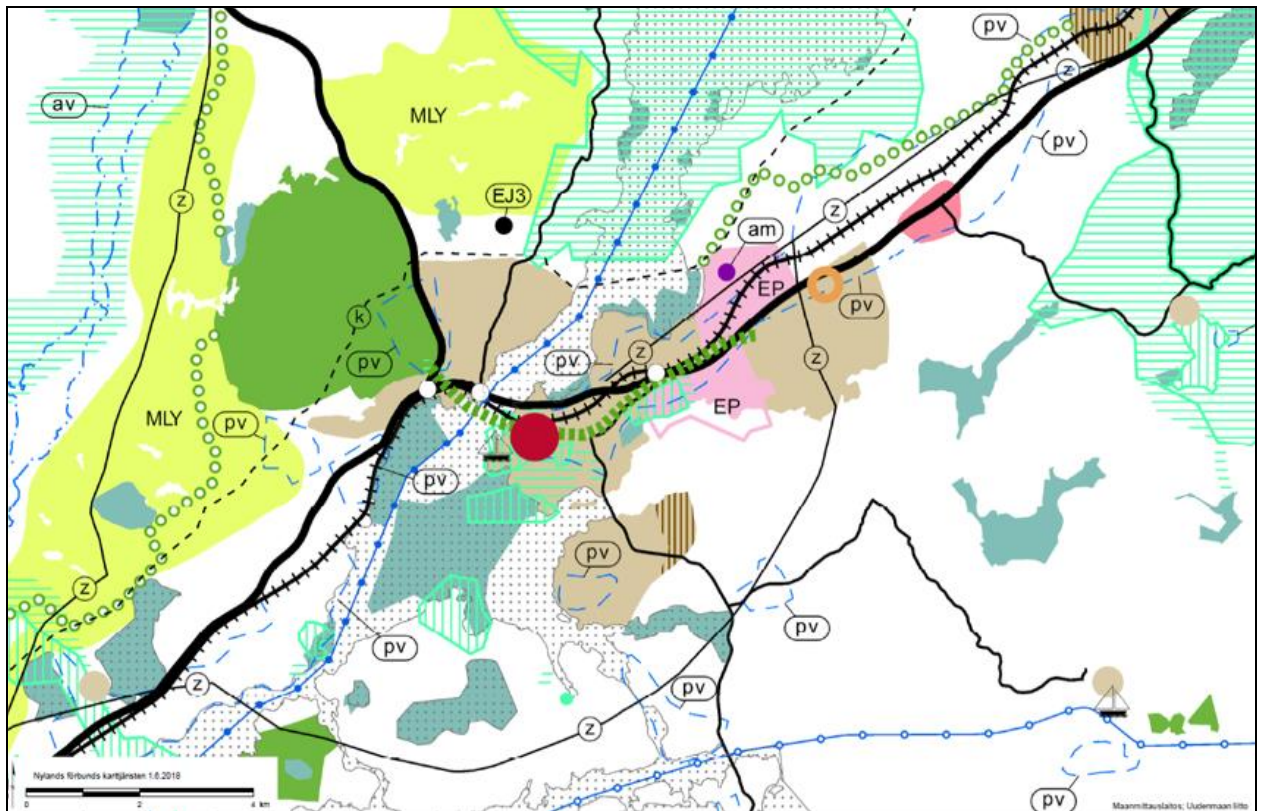 pv
z
av
pv
MLY
z
EJ3
z
am
EP
pv
k
pv
pv
z
z
MLY
EP
pv
pv
pv
z
pv
pv
z
pv
z
Nylands förbunds karttjänsten 1.6.2018
0 2 4 km
pv
Maanmittauslaitos; Uudenmaan liitto